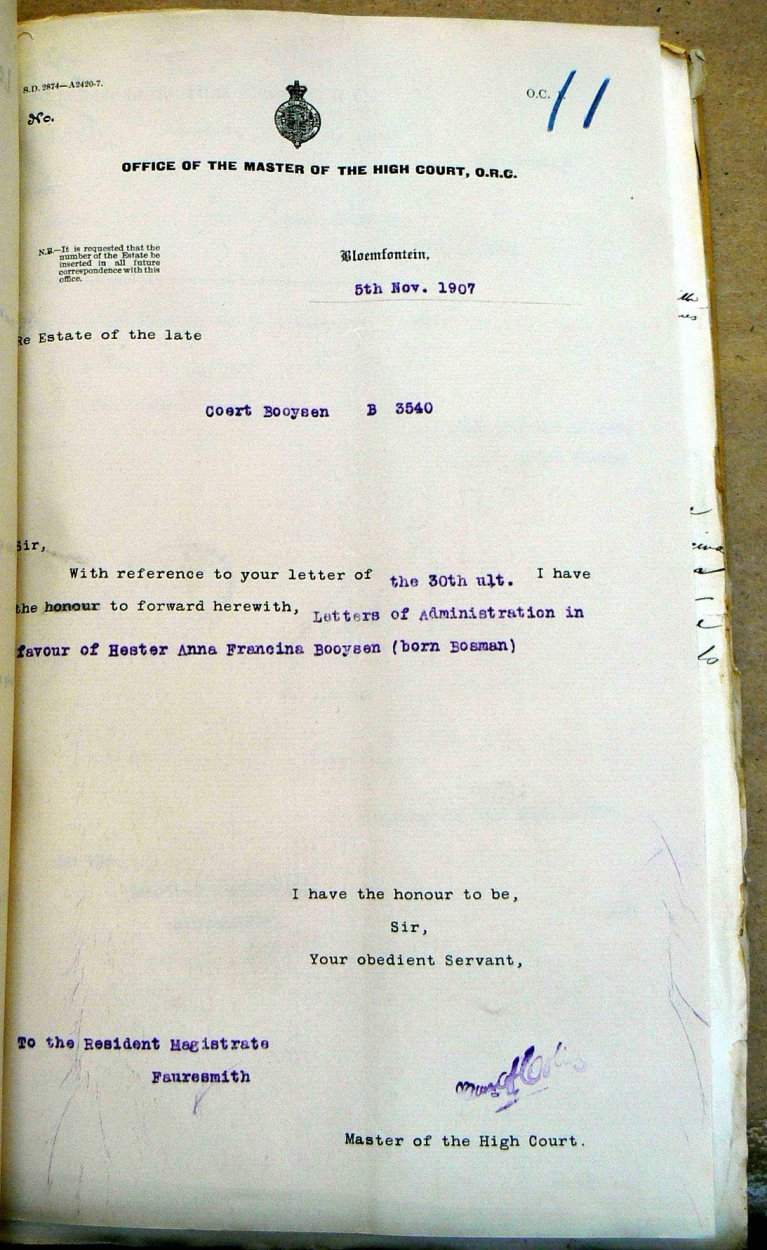 S.D. 2874—A2420-7.
O.C. 11
No.
OFFICE OF THE MASTER OF THE HIGH COURT, O.R.C.
N.B.—It is requested that the
number of the Estate be
inserted in all future
correspondence with this
office.
Bloemfontein,
5th Nov. 1907
Re Estate of the late
Coert Booysen B 3540
Sir,
With reference to your letter of the 30th ult. I have
the honour to forward herewith, Letters of Administration in
favour of Hester Anna Francina Booysen (born Bosman)
I have the honour to be,
Sir,
Your obedient Servant,
To the Resident Magistrate
Fauresmith
Master of the High Court.